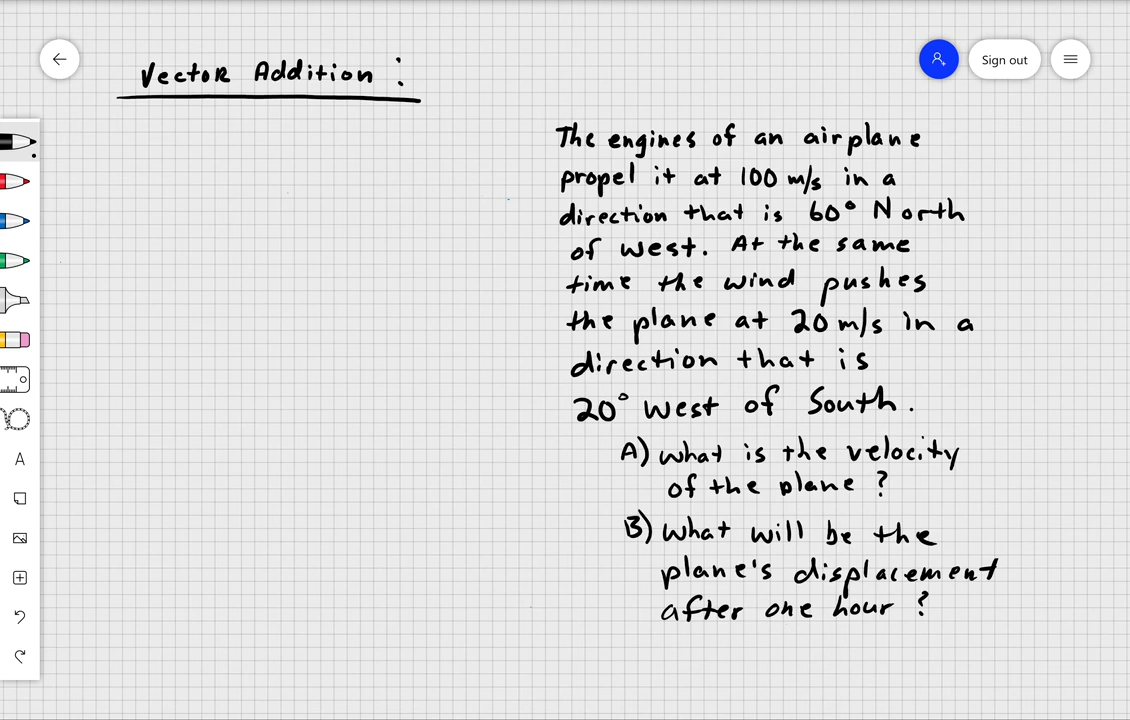 Vector Addition :
Sign out
The engines of an airplane
propel it at 100 m/s in a
direction that is 60° North
of west. At the same
time the wind pushes
the plane at 20 m/s in a
direction that is
20° west of South.
A) what is the velocity
of the plane ?
B) what will be the
plane's displacement
after one hour ?
A